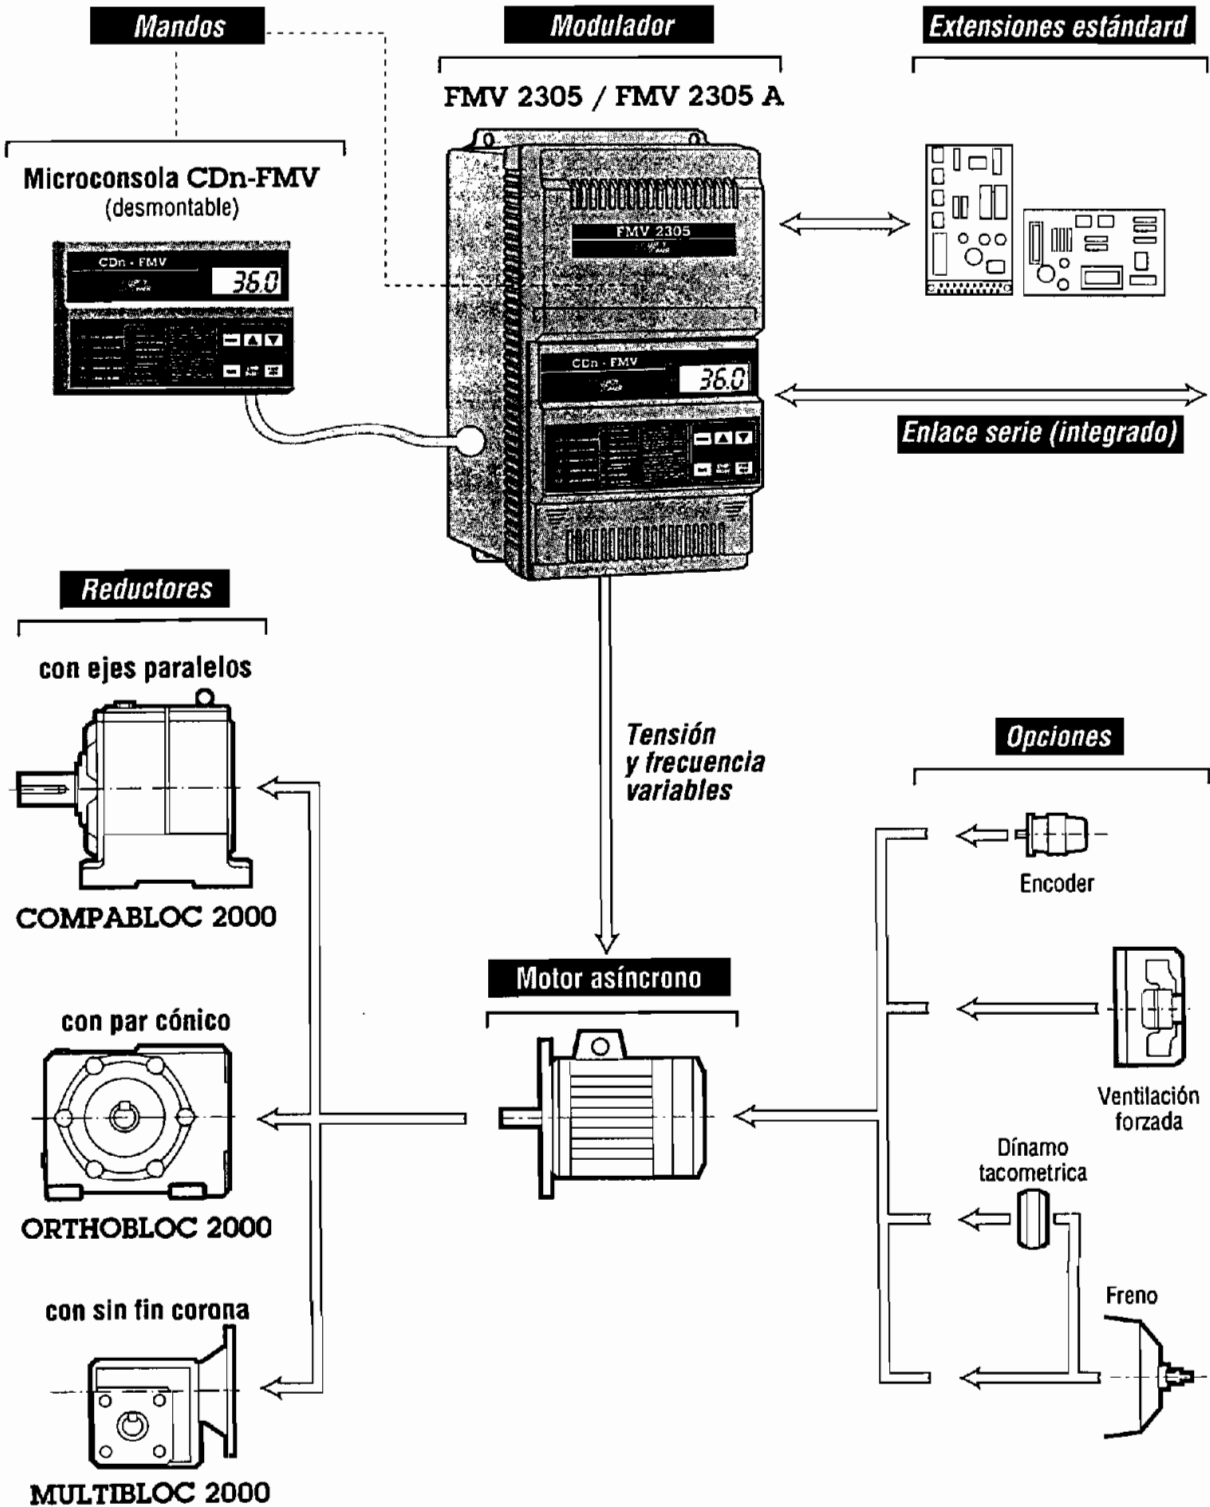 Mandos
Modulador
Extensiones estándard
FMV 2305 / FMV 2305 A
Microconsola CDn-FMV
(desmontable)
CDn - FMV
36.0
FMV 2305
CDn - FMV
36.0
Enlace serie (integrado)
Reductores
con ejes paralelos
COMPABLOC 2000
Tensión
y frecuencia
variables
Opciones
Encoder
Motor asíncrono
con par cónico
ORTHOBLOC 2000
Ventilación
forzada
Dínamo
tacometrica
Freno
con sin fin corona
MULTIBLOC 2000